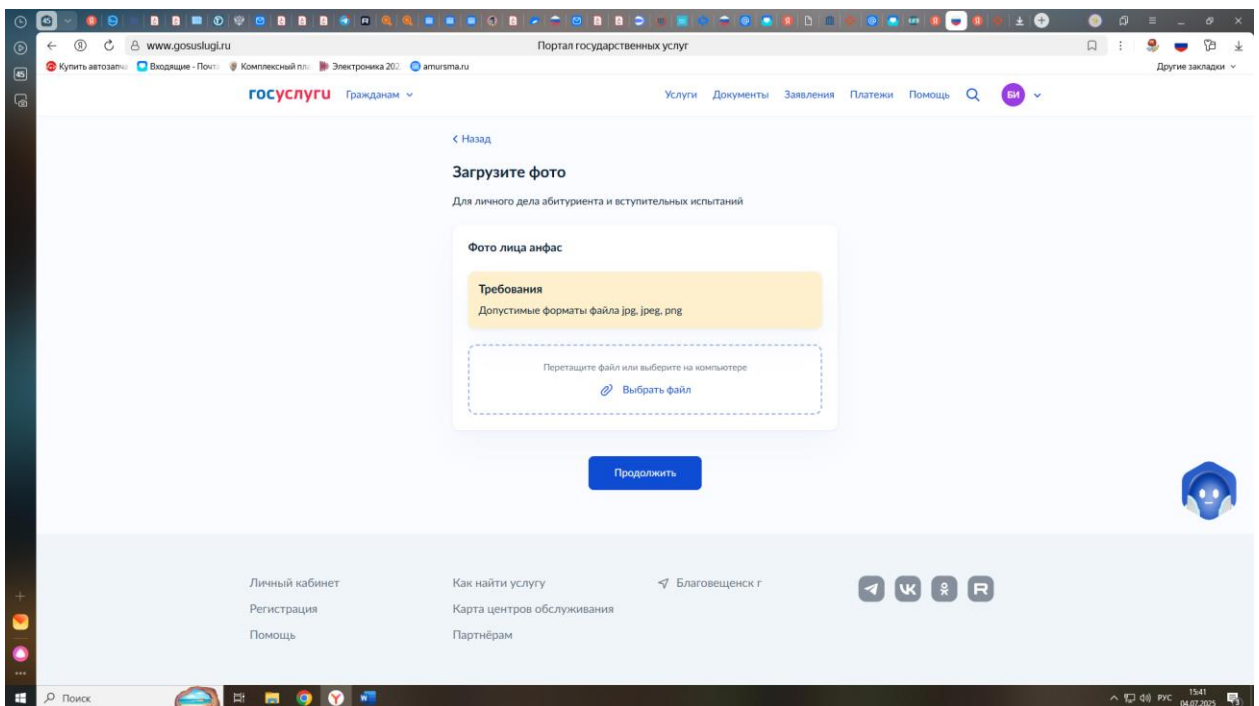 45
www.gosuslugi.ru
Портал государственных услуг
Купить автозапча
Входящие - Почт
Комплексный пла
Электроника 202
amursma.ru
Другие закладки
45
госуслуги
Гражданам
Услуги
Документы
Заявления
Платежи
Помощь
БИ
Назад
Загрузите фото
Для личного дела абитуриента и вступительных испытаний
Фото лица анфас
Требования
Допустимые форматы файла jpg, jpeg, png
Перетащите файл или выберите на компьютере
Выбрать файл
Продолжить
Личный кабинет
Регистрация
Помощь
Как найти услугу
Карта центров обслуживания
Партнёрам
Благовещенск г
Поиск
РУС
15:41
04.07.2025